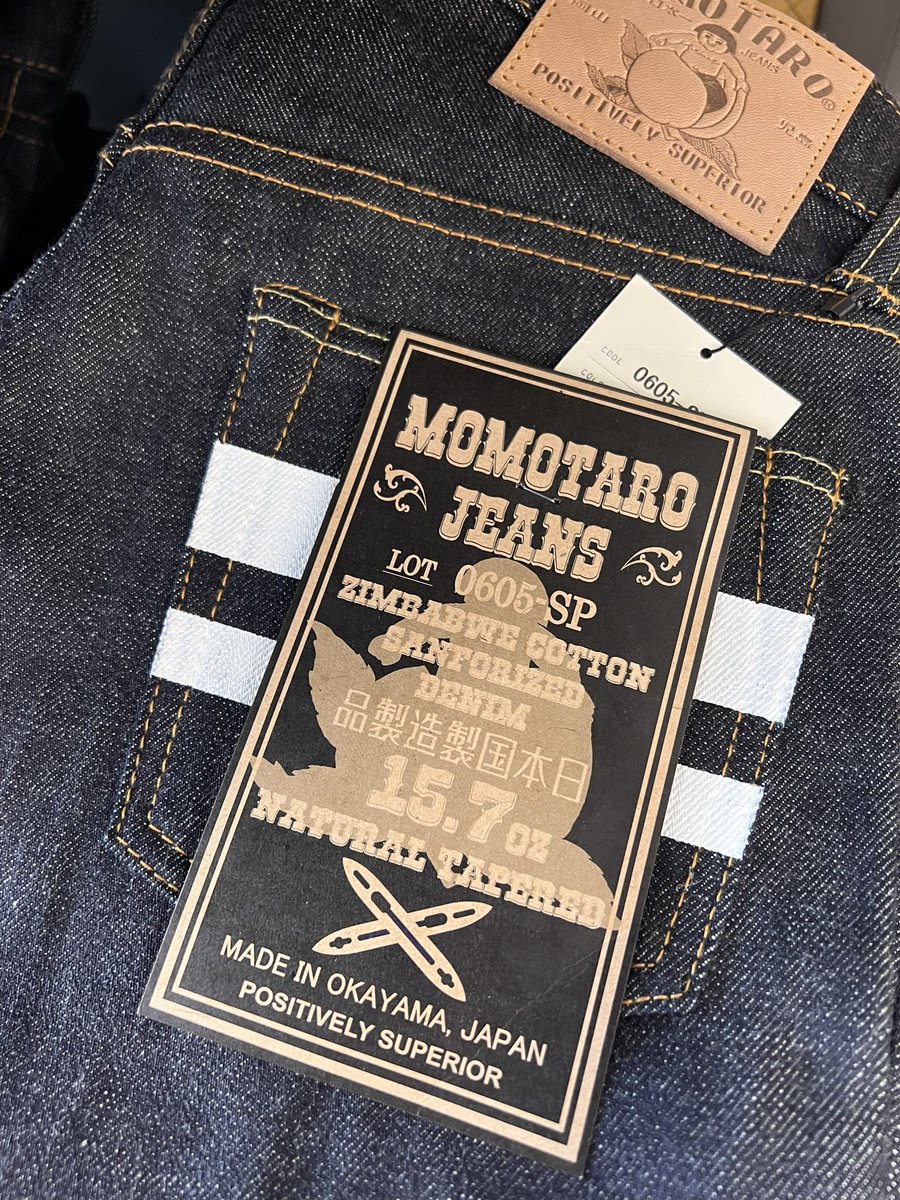 MOTARO®
JEANS
POSITIVELY SUPERIOR
CODE
0605-
MOMOTARO
JEANS
LOT 0605-SP
ZIMBABWE COTTON
SANFORIZED
DENIM
品製造製国本日
15.7 OZ
NATURAL TAPERED
MADE IN OKAYAMA, JAPAN
POSITIVELY SUPERIOR